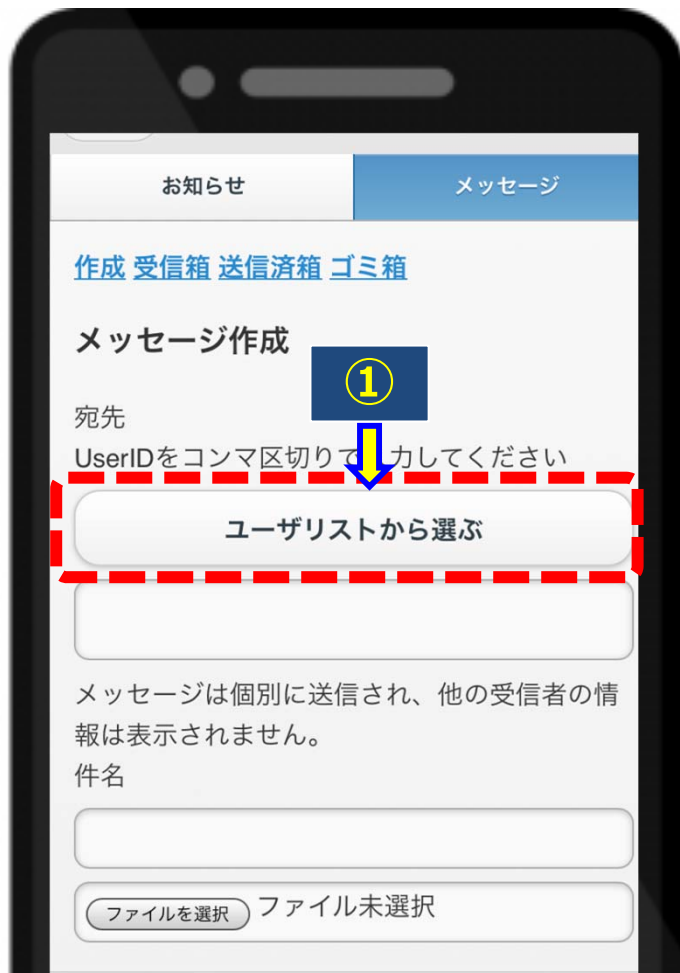 お知らせ
メッセージ
作成 受信箱 送信済箱 ゴミ箱
メッセージ作成
①
宛先
UserIDをコンマ区切りで 力してください
ユーザリストから選ぶ
メッセージは個別に送信され、他の受信者の情
報は表示されません。
件名
ファイルを選択 ファイル未選択